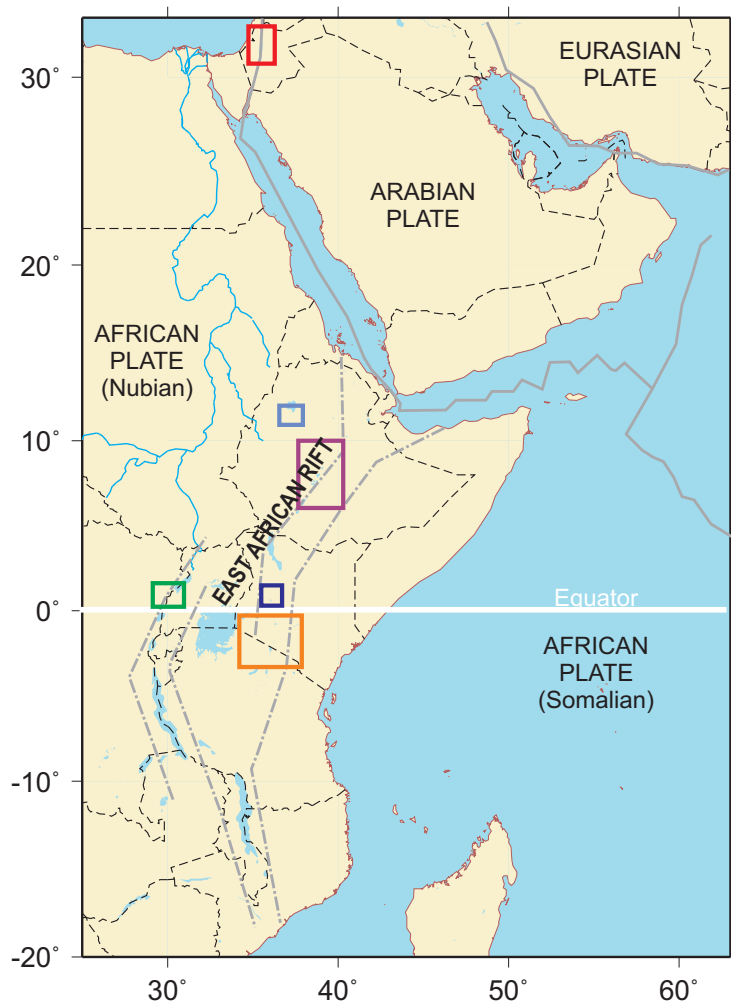 30°
EURASIAN
PLATE
ARABIAN
PLATE
20°
AFRICAN
PLATE
(Nubian)
10°
EAST AFRICAN RIFT
0°
Equator
AFRICAN
PLATE
(Somalian)
-10°
-20°
30°
40°
50°
60°